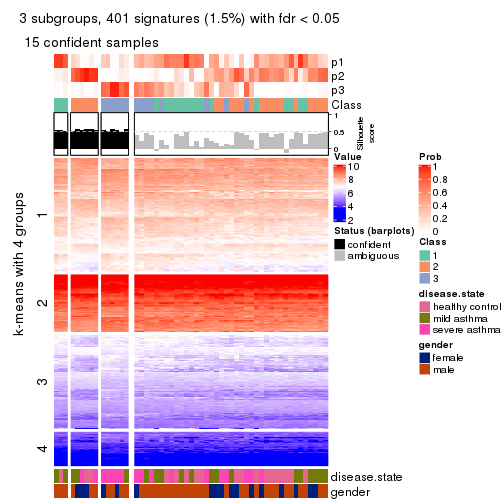 3 subgroups, 401 signatures (1.5%) with fdr < 0.05
15 confident samples
p1
p2
p3
Class
1
0.5
0
Silhouette
score
k-means with 4 groups
1
2
3
4
disease.state
gender
Value
10
8
6
4
2
Status (barplots)
confident
ambiguous
Prob
1
0.8
0.6
0.4
0.2
0
Class
1
2
3
disease.state
healthy control
mild asthma
severe asthma
gender
female
male